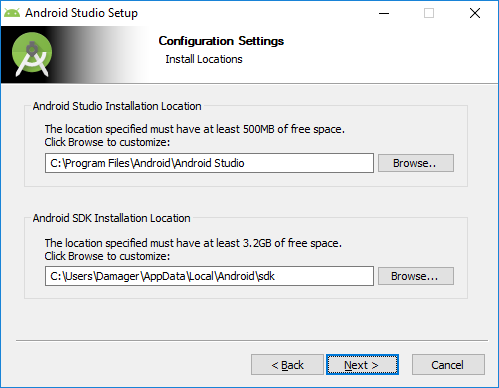 Android Studio Setup
Configuration Settings
Install Locations
Android Studio Installation Location
The location specified must have at least 500MB of free space.
Click Browse to customize:
C:\Program Files\Android\Android Studio
Browse..
Android SDK Installation Location
The location specified must have at least 3.2GB of free space.
Click Browse to customize:
C:\Users\Damager\AppData\Local\Android\sdk
Browse...
< Back
Next >
Cancel